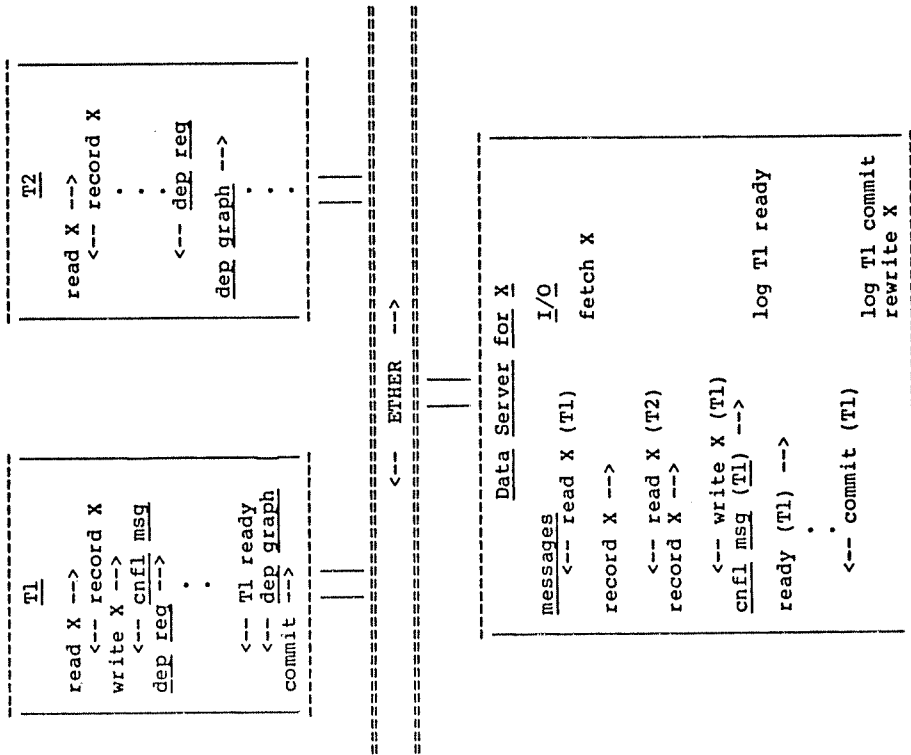 T1
read X -->
<--- record X
write X -->
<--- cnfl msg
dep req -->
.
.
<--- T1 ready
<--- dep graph
commit -->
T2
read X -->
<--- record X
.
.
.
<--- dep req
dep graph -->
.
.
.
<--- ETHER --->
Data Server for X
messages I/O
<--- read X (T1)
fetch X
record X --->
<--- read X (T2)
record X --->
<--- write X (T1)
cnfl msg (T1) --->
log T1 ready
ready (T1) --->
.
.
<--- commit (T1)
log T1 commit
rewrite X